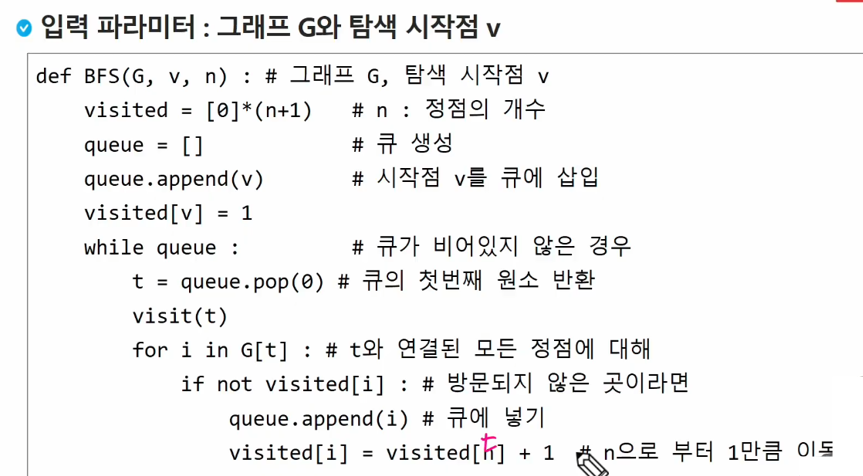 입력 파라미터 : 그래프 G와 탐색 시작점 v
def BFS(G, v, n) : # 그래프 G, 탐색 시작점 v
    visited = [0]*(n+1)   # n : 정점의 개수
    queue = []            # 큐 생성
    queue.append(v)       # 시작점 v를 큐에 삽입
    visited[v] = 1
    while queue :         # 큐가 비어있지 않은 경우
        t = queue.pop(0) # 큐의 첫번째 원소 반환
        visit(t)
        for i in G[t] : # t와 연결된 모든 정점에 대해
            if not visited[i] : # 방문되지 않은 곳이라면
                queue.append(i) # 큐에 넣기
t
                visited[i] = visited[n] + 1  # n으로 부터 1만큼